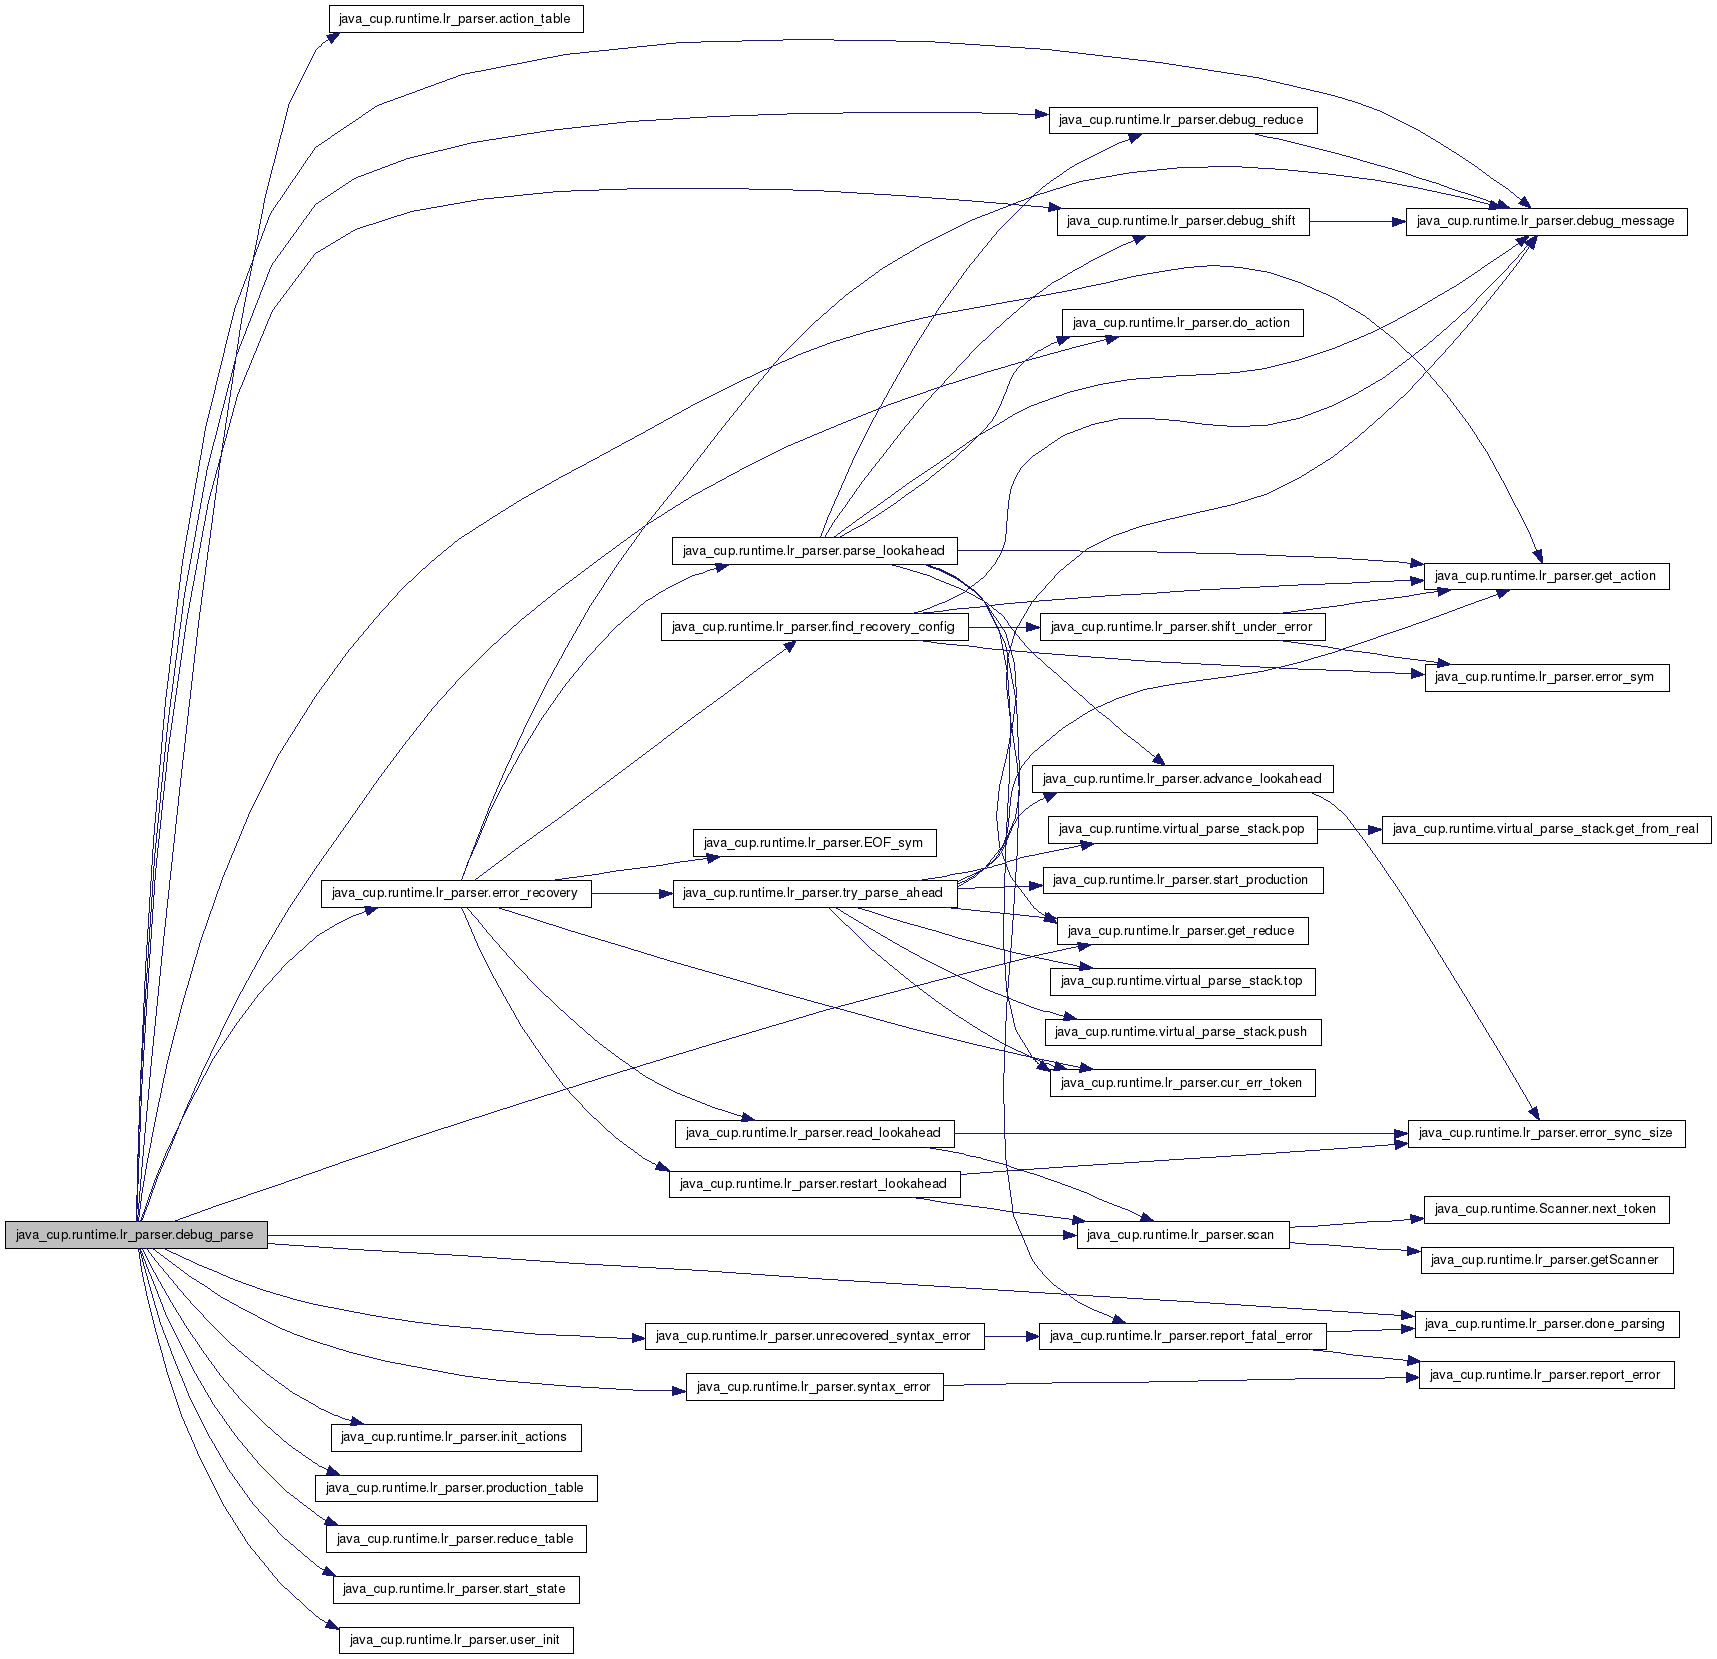 java_cup.runtime.lr_parser.action_table
java_cup.runtime.lr_parser.debug_reduce
java_cup.runtime.lr_parser.debug_shift
java_cup.runtime.lr_parser.debug_message
java_cup.runtime.lr_parser.do_action
java_cup.runtime.lr_parser.parse_lookahead
java_cup.runtime.lr_parser.get_action
java_cup.runtime.lr_parser.find_recovery_config
java_cup.runtime.lr_parser.shift_under_error
java_cup.runtime.lr_parser.error_sym
java_cup.runtime.lr_parser.advance_lookahead
java_cup.runtime.virtual_parse_stack.pop
java_cup.runtime.virtual_parse_stack.get_from_real
java_cup.runtime.lr_parser.EOF_sym
java_cup.runtime.lr_parser.error_recovery
java_cup.runtime.lr_parser.try_parse_ahead
java_cup.runtime.lr_parser.start_production
java_cup.runtime.lr_parser.get_reduce
java_cup.runtime.virtual_parse_stack.top
java_cup.runtime.virtual_parse_stack.push
java_cup.runtime.lr_parser.cur_err_token
java_cup.runtime.lr_parser.read_lookahead
java_cup.runtime.lr_parser.error_sync_size
java_cup.runtime.lr_parser.restart_lookahead
java_cup.runtime.Scanner.next_token
java_cup.runtime.lr_parser.debug_parse
java_cup.runtime.lr_parser.scan
java_cup.runtime.lr_parser.getScanner
java_cup.runtime.lr_parser.done_parsing
java_cup.runtime.lr_parser.unrecovered_syntax_error
java_cup.runtime.lr_parser.report_fatal_error
java_cup.runtime.lr_parser.report_error
java_cup.runtime.lr_parser.syntax_error
java_cup.runtime.lr_parser.init_actions
java_cup.runtime.lr_parser.production_table
java_cup.runtime.lr_parser.reduce_table
java_cup.runtime.lr_parser.start_state
java_cup.runtime.lr_parser.user_init